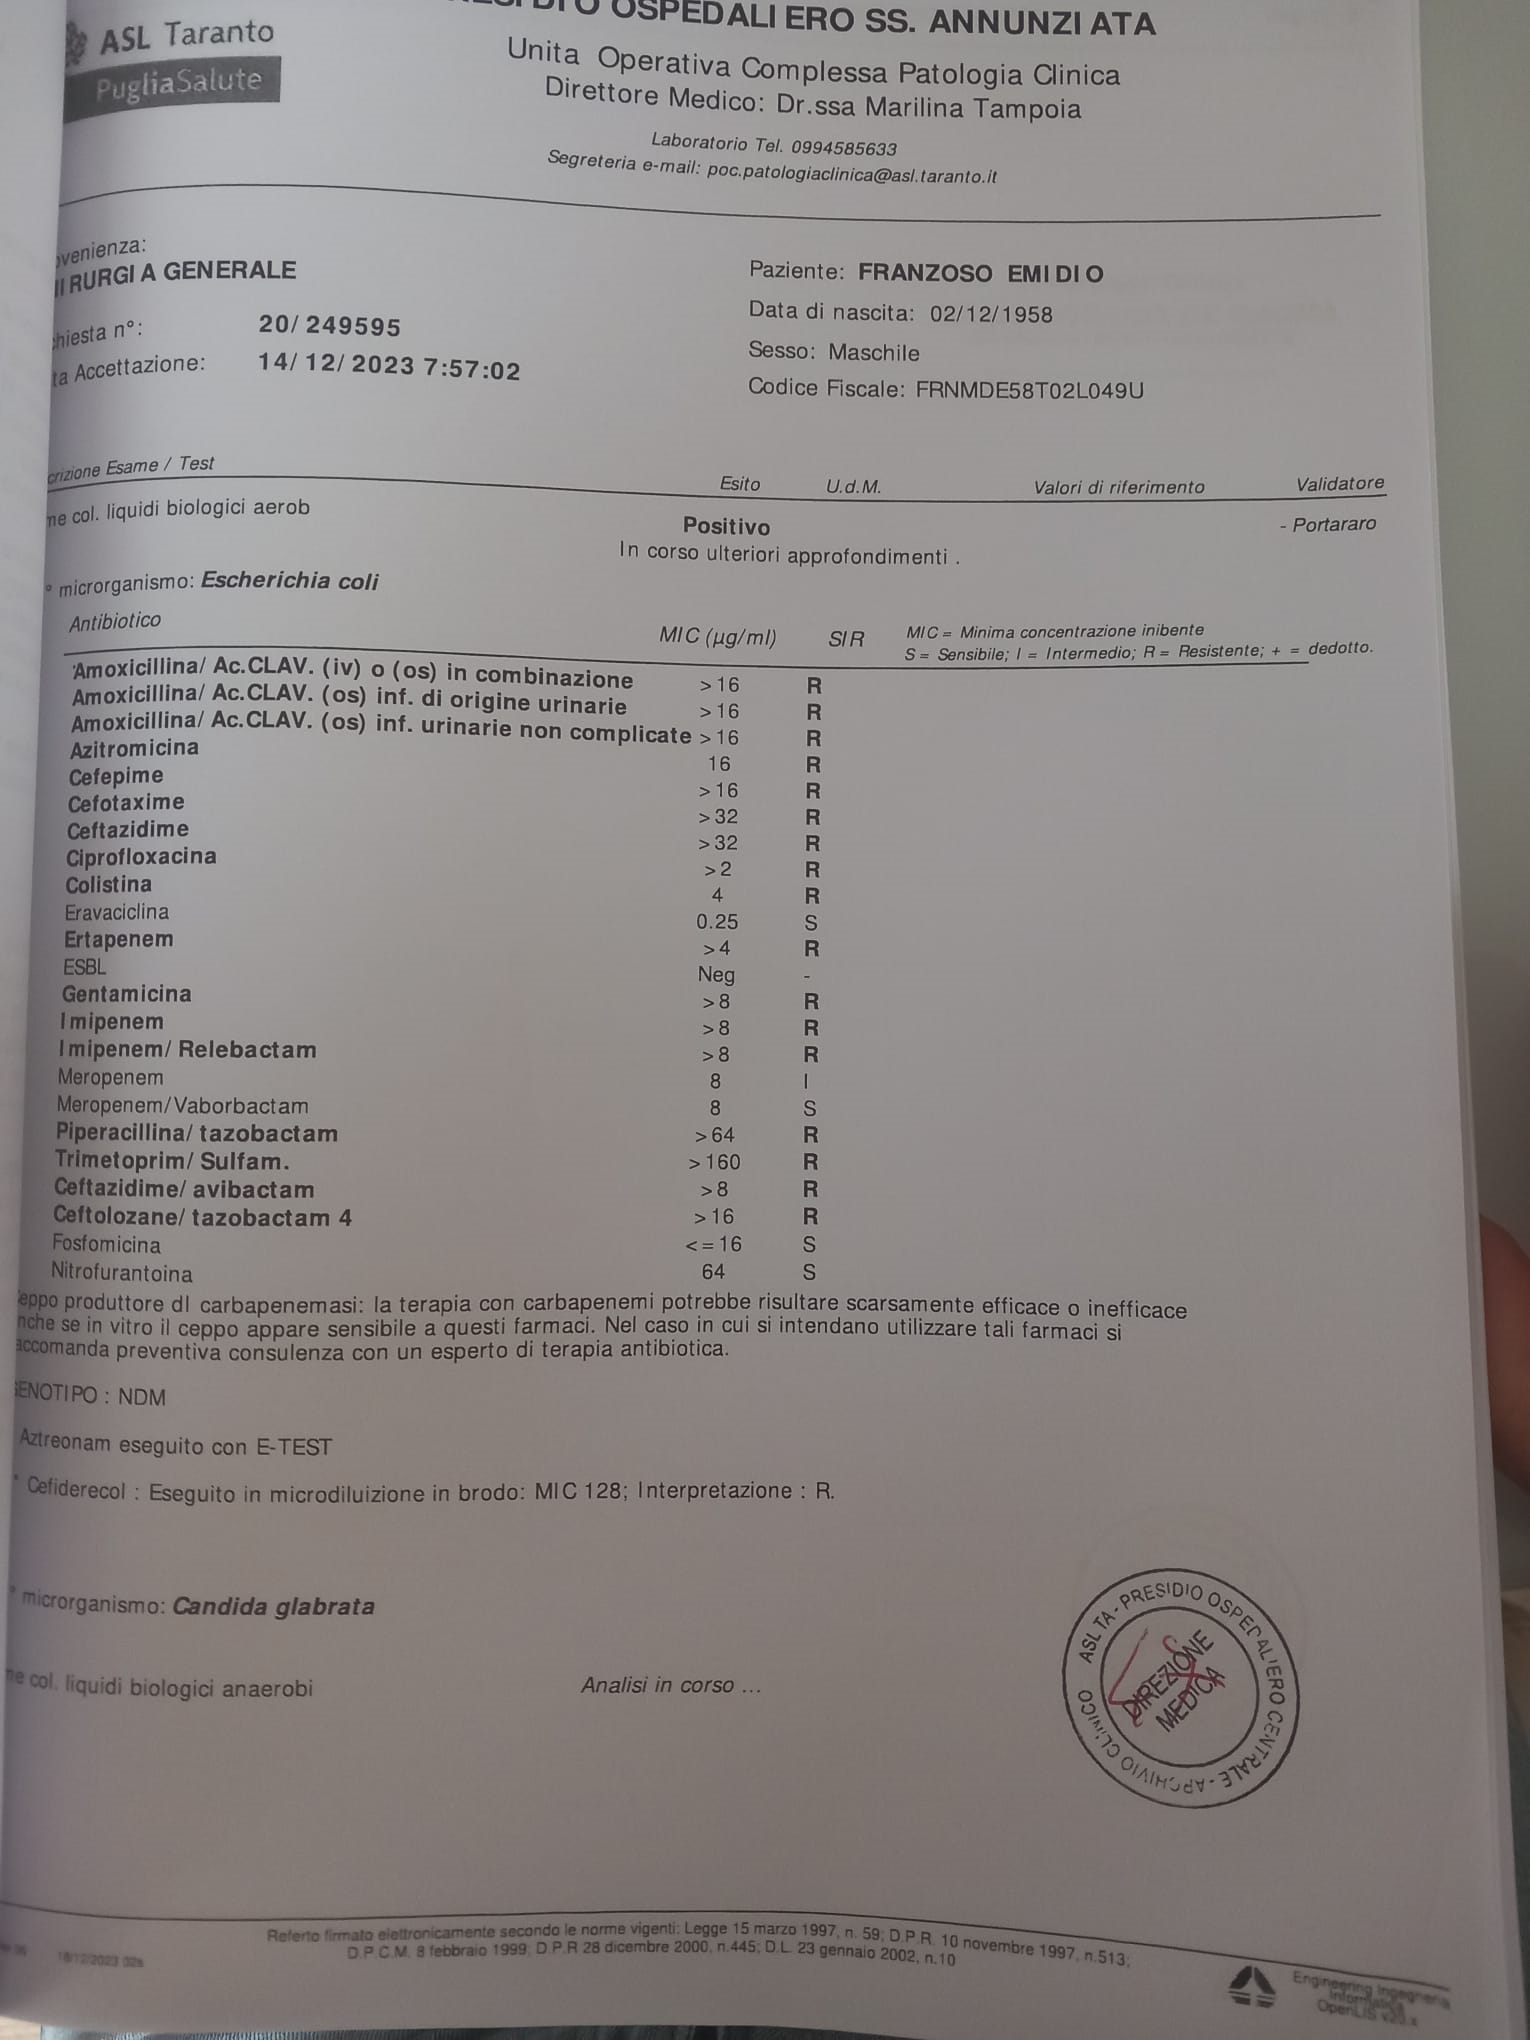 OSPEDALIERO SS. ANNUNZIATA
ASL Taranto
PugliaSalute
Unita Operativa Complessa Patologia Clinica
Direttore Medico: Dr.ssa Marilina Tampoia
Laboratorio Tel. 0994585633
Segreteria e-mail: poc.patologiaclinica@asl.taranto.it
ovenienza:
RURGIA GENERALE
hiesta n°: 20/249595
ta Accettazione: 14/12/2023 7:57:02
Paziente: FRANZOSO EMIDIO
Data di nascita: 02/12/1958
Sesso: Maschile
Codice Fiscale: FRNMDE58T02L049U
crizione Esame / Test Esito U.d.M. Valori di riferimento Validatore
ne col. liquidi biologici aerob Positivo - Portararo
In corso ulteriori approfondimenti .
° microrganismo: Escherichia coli
Antibiotico MIC (µg/ml) SIR MIC = Minima concentrazione inibente
S = Sensibile; I = Intermedio; R = Resistente; + = dedotto.
Amoxicillina/Ac.CLAV. (iv) o (os) in combinazione >16 R
Amoxicillina/Ac.CLAV. (os) inf. di origine urinarie >16 R
Amoxicillina/Ac.CLAV. (os) inf. urinarie non complicate >16 R
Azitromicina 16 R
Cefepime >16 R
Cefotaxime >32 R
Ceftazidime >32 R
Ciprofloxacina >2 R
Colistina 4 R
Eravaciclina 0.25 S
Ertapenem >4 R
ESBL Neg -
Gentamicina >8 R
Imipenem >8 R
Imipenem/Relebactam >8 R
Meropenem 8 I
Meropenem/Vaborbactam 8 S
Piperacillina/tazobactam >64 R
Trimetoprim/Sulfam. >160 R
Ceftazidime/avibactam >8 R
Ceftolozane/tazobactam 4 >16 R
Fosfomicina <=16 S
Nitrofurantoina 64 S
eppo produttore dI carbapenemasi: la terapia con carbapenemi potrebbe risultare scarsamente efficace o inefficace
nche se in vitro il ceppo appare sensibile a questi farmaci. Nel caso in cui si intendano utilizzare tali farmaci si
accomanda preventiva consulenza con un esperto di terapia antibiotica.
ENOTIPO : NDM
Aztreonam eseguito con E-TEST
* Cefiderecol : Eseguito in microdiluizione in brodo: MIC 128; Interpretazione : R.
° microrganismo: Candida glabrata
ne col. liquidi biologici anaerobi Analisi in corso ...
ASL TA - PRESIDIO OSPEDALIERO CENTRALE - ARCHIVIO CLINICO
DIREZIONE
MEDICA
Referto firmato elettronicamente secondo le norme vigenti: Legge 15 marzo 1997, n. 59; D.P.R. 10 novembre 1997, n.513;
D.P.C.M. 8 febbraio 1999; D.P.R 28 dicembre 2000, n.445; D.L. 23 gennaio 2002, n.10
18/12/2023
Engineering Ingegneria
Informatica
OpenLIS v20.x